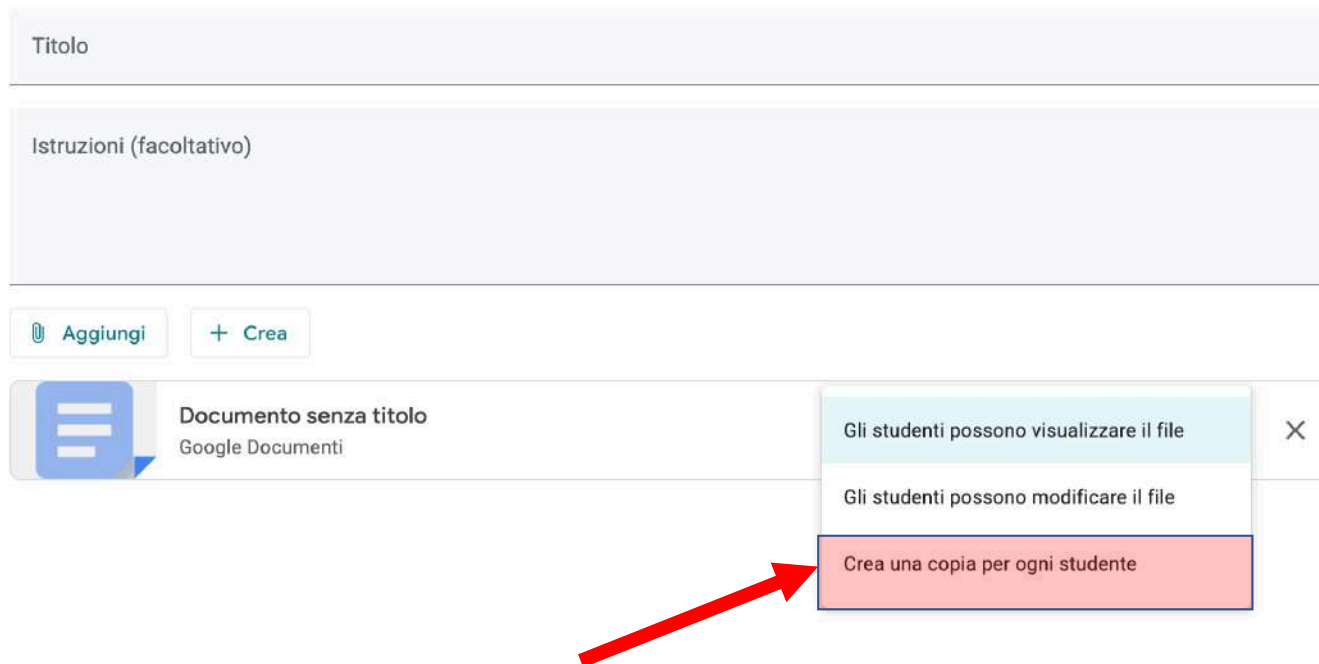 Titolo
Istruzioni (facoltativo)
Aggiungi
+ Crea
Documento senza titolo
Google Documenti
Gli studenti possono visualizzare il file
Gli studenti possono modificare il file
Crea una copia per ogni studente